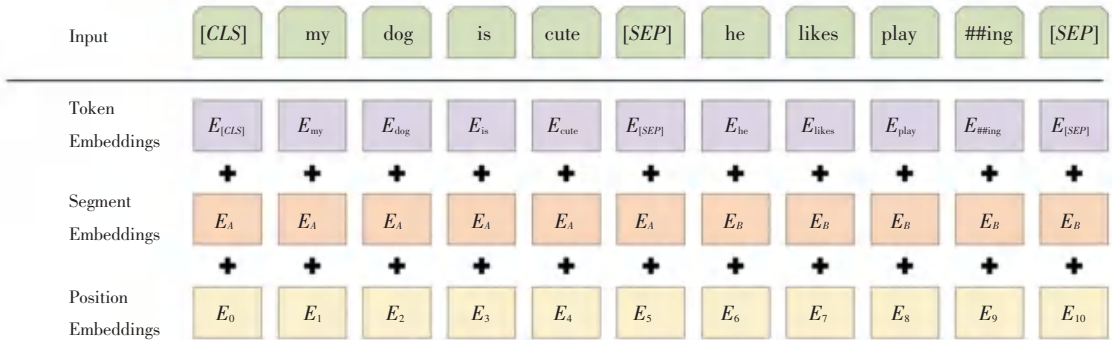 Input [CLS] my dog is cute [SEP] he likes play ##ing [SEP]
Token Embeddings E[CLS] Emy Edog Eis Ecute E[SEP] Ehe Elikes Eplay E##ing E[SEP]
+ + + + + + + + + + +
Segment Embeddings EA EA EA EA EA EA EB EB EB EB EB
+ + + + + + + + + + +
Position Embeddings E0 E1 E2 E3 E4 E5 E6 E7 E8 E9 E10